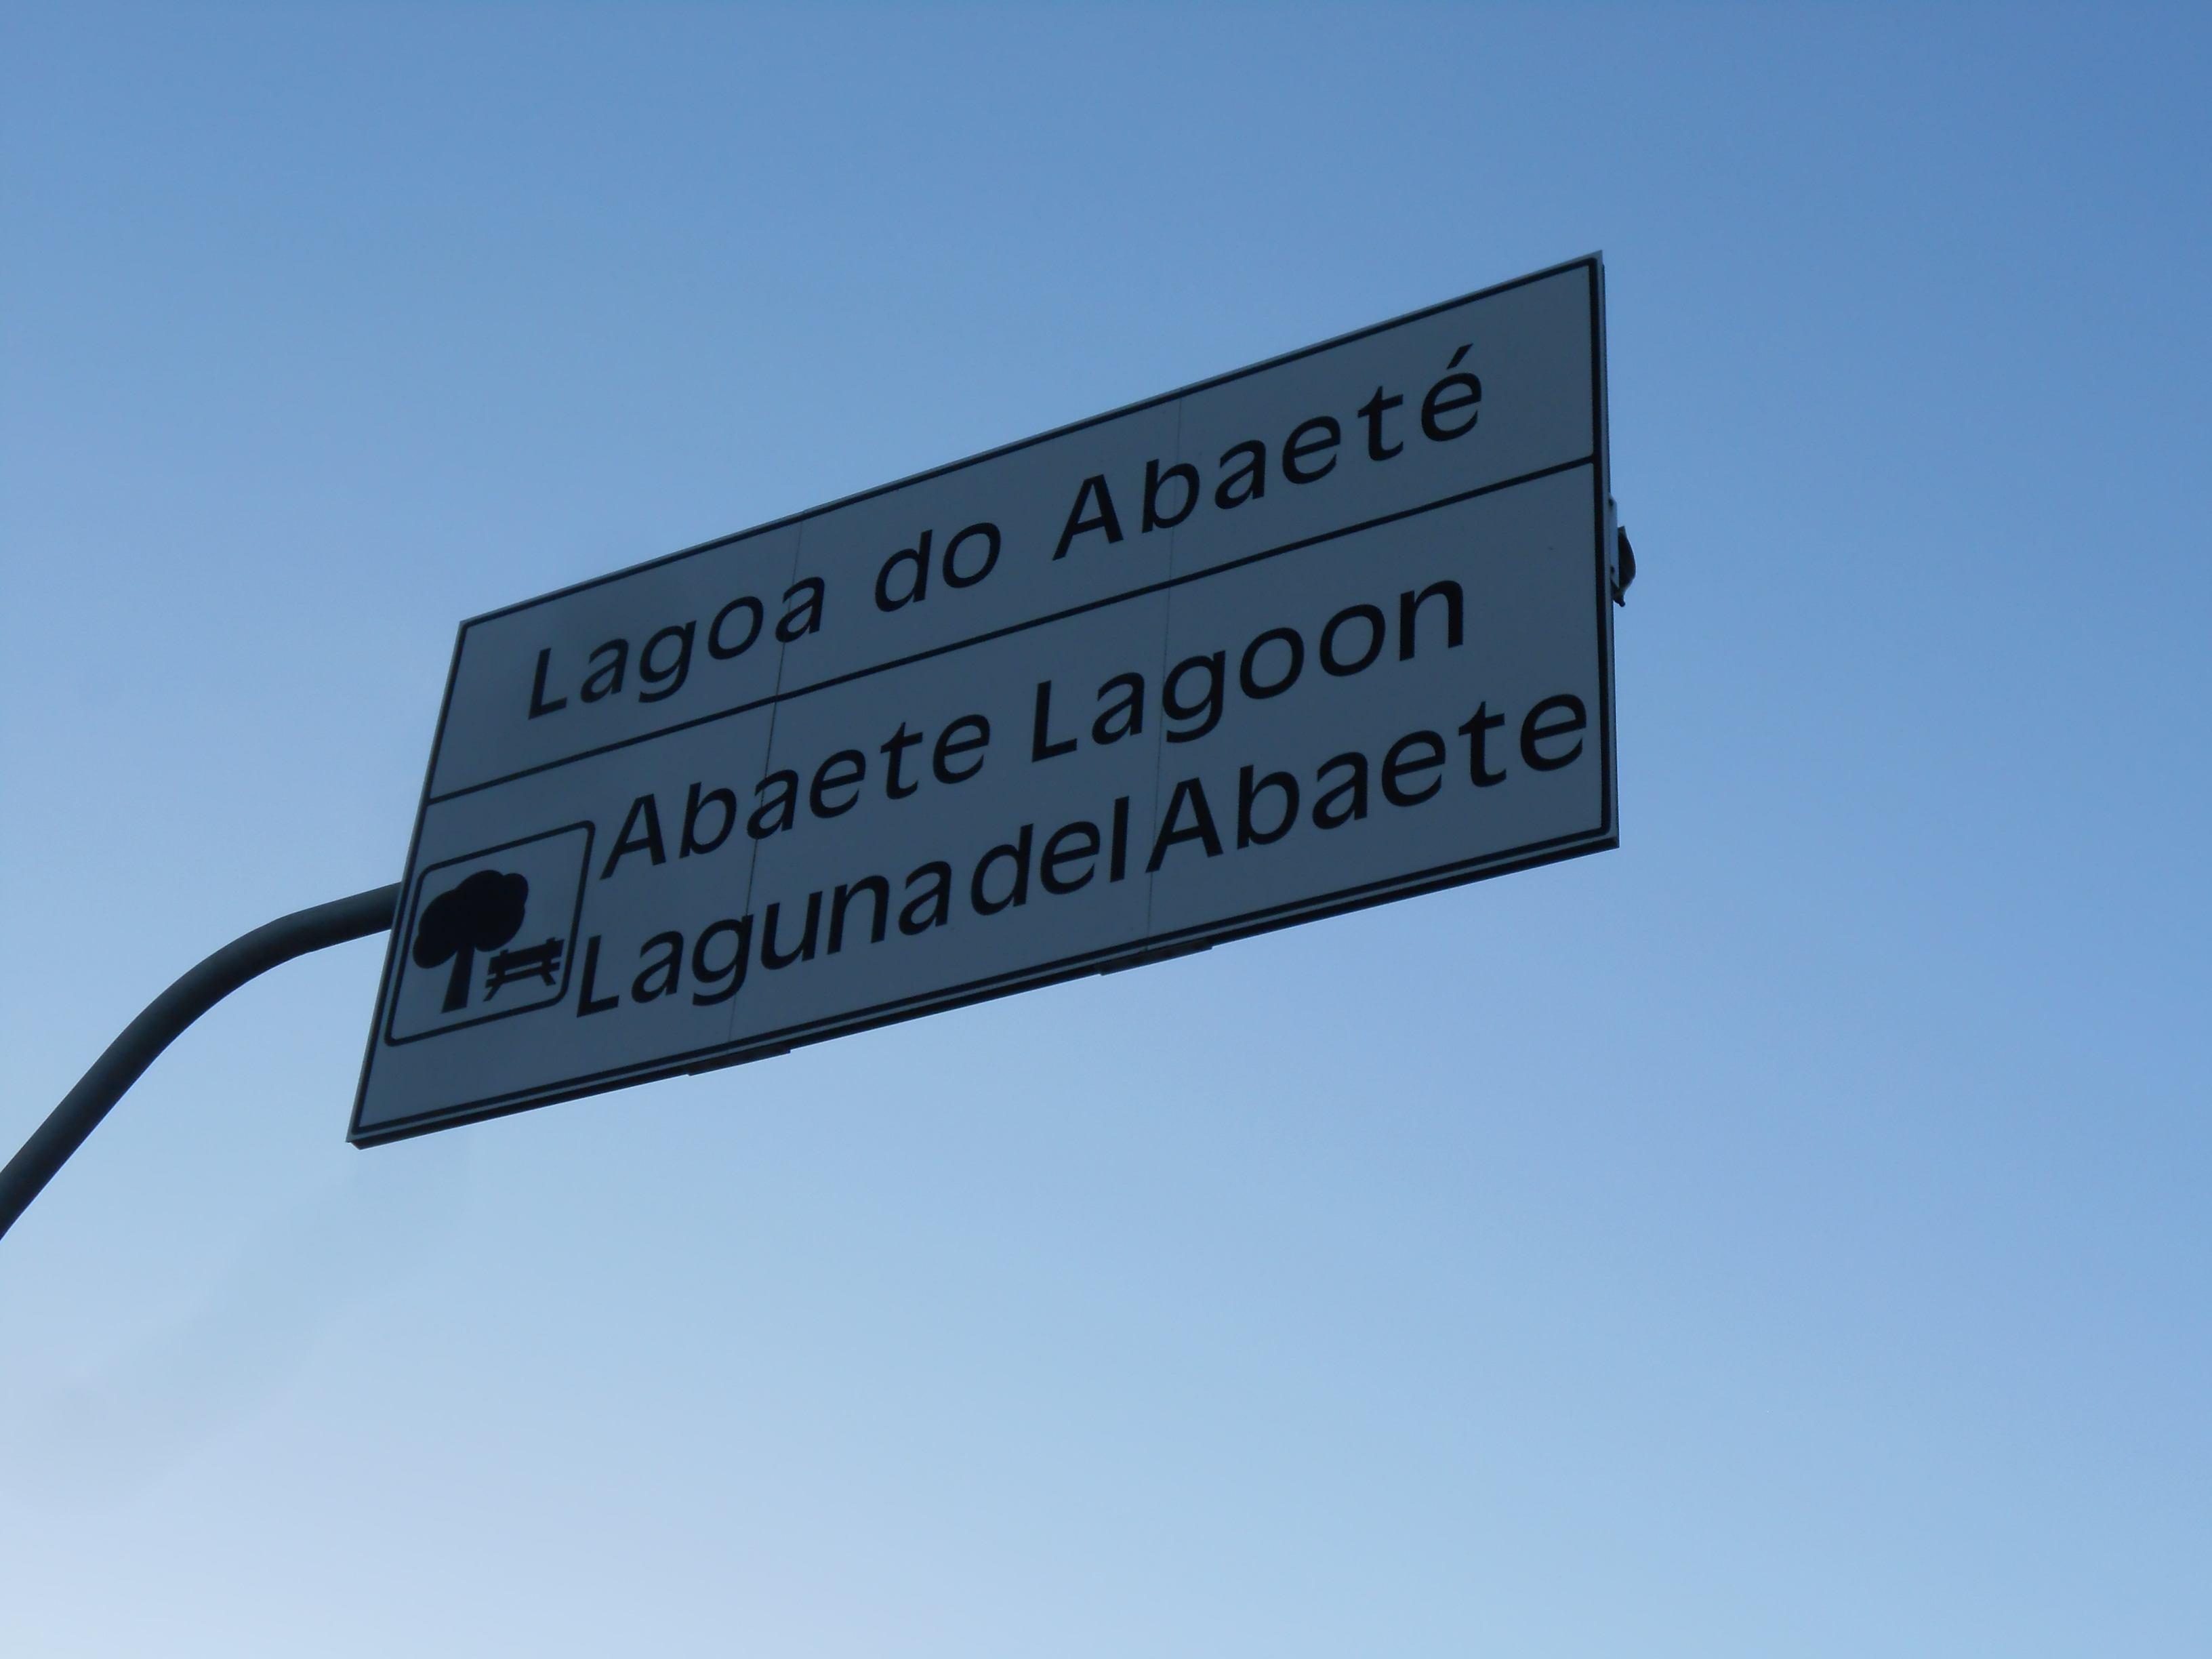 Lagoa do Abaeté
Abaete Lagoon
Laguna del Abaete